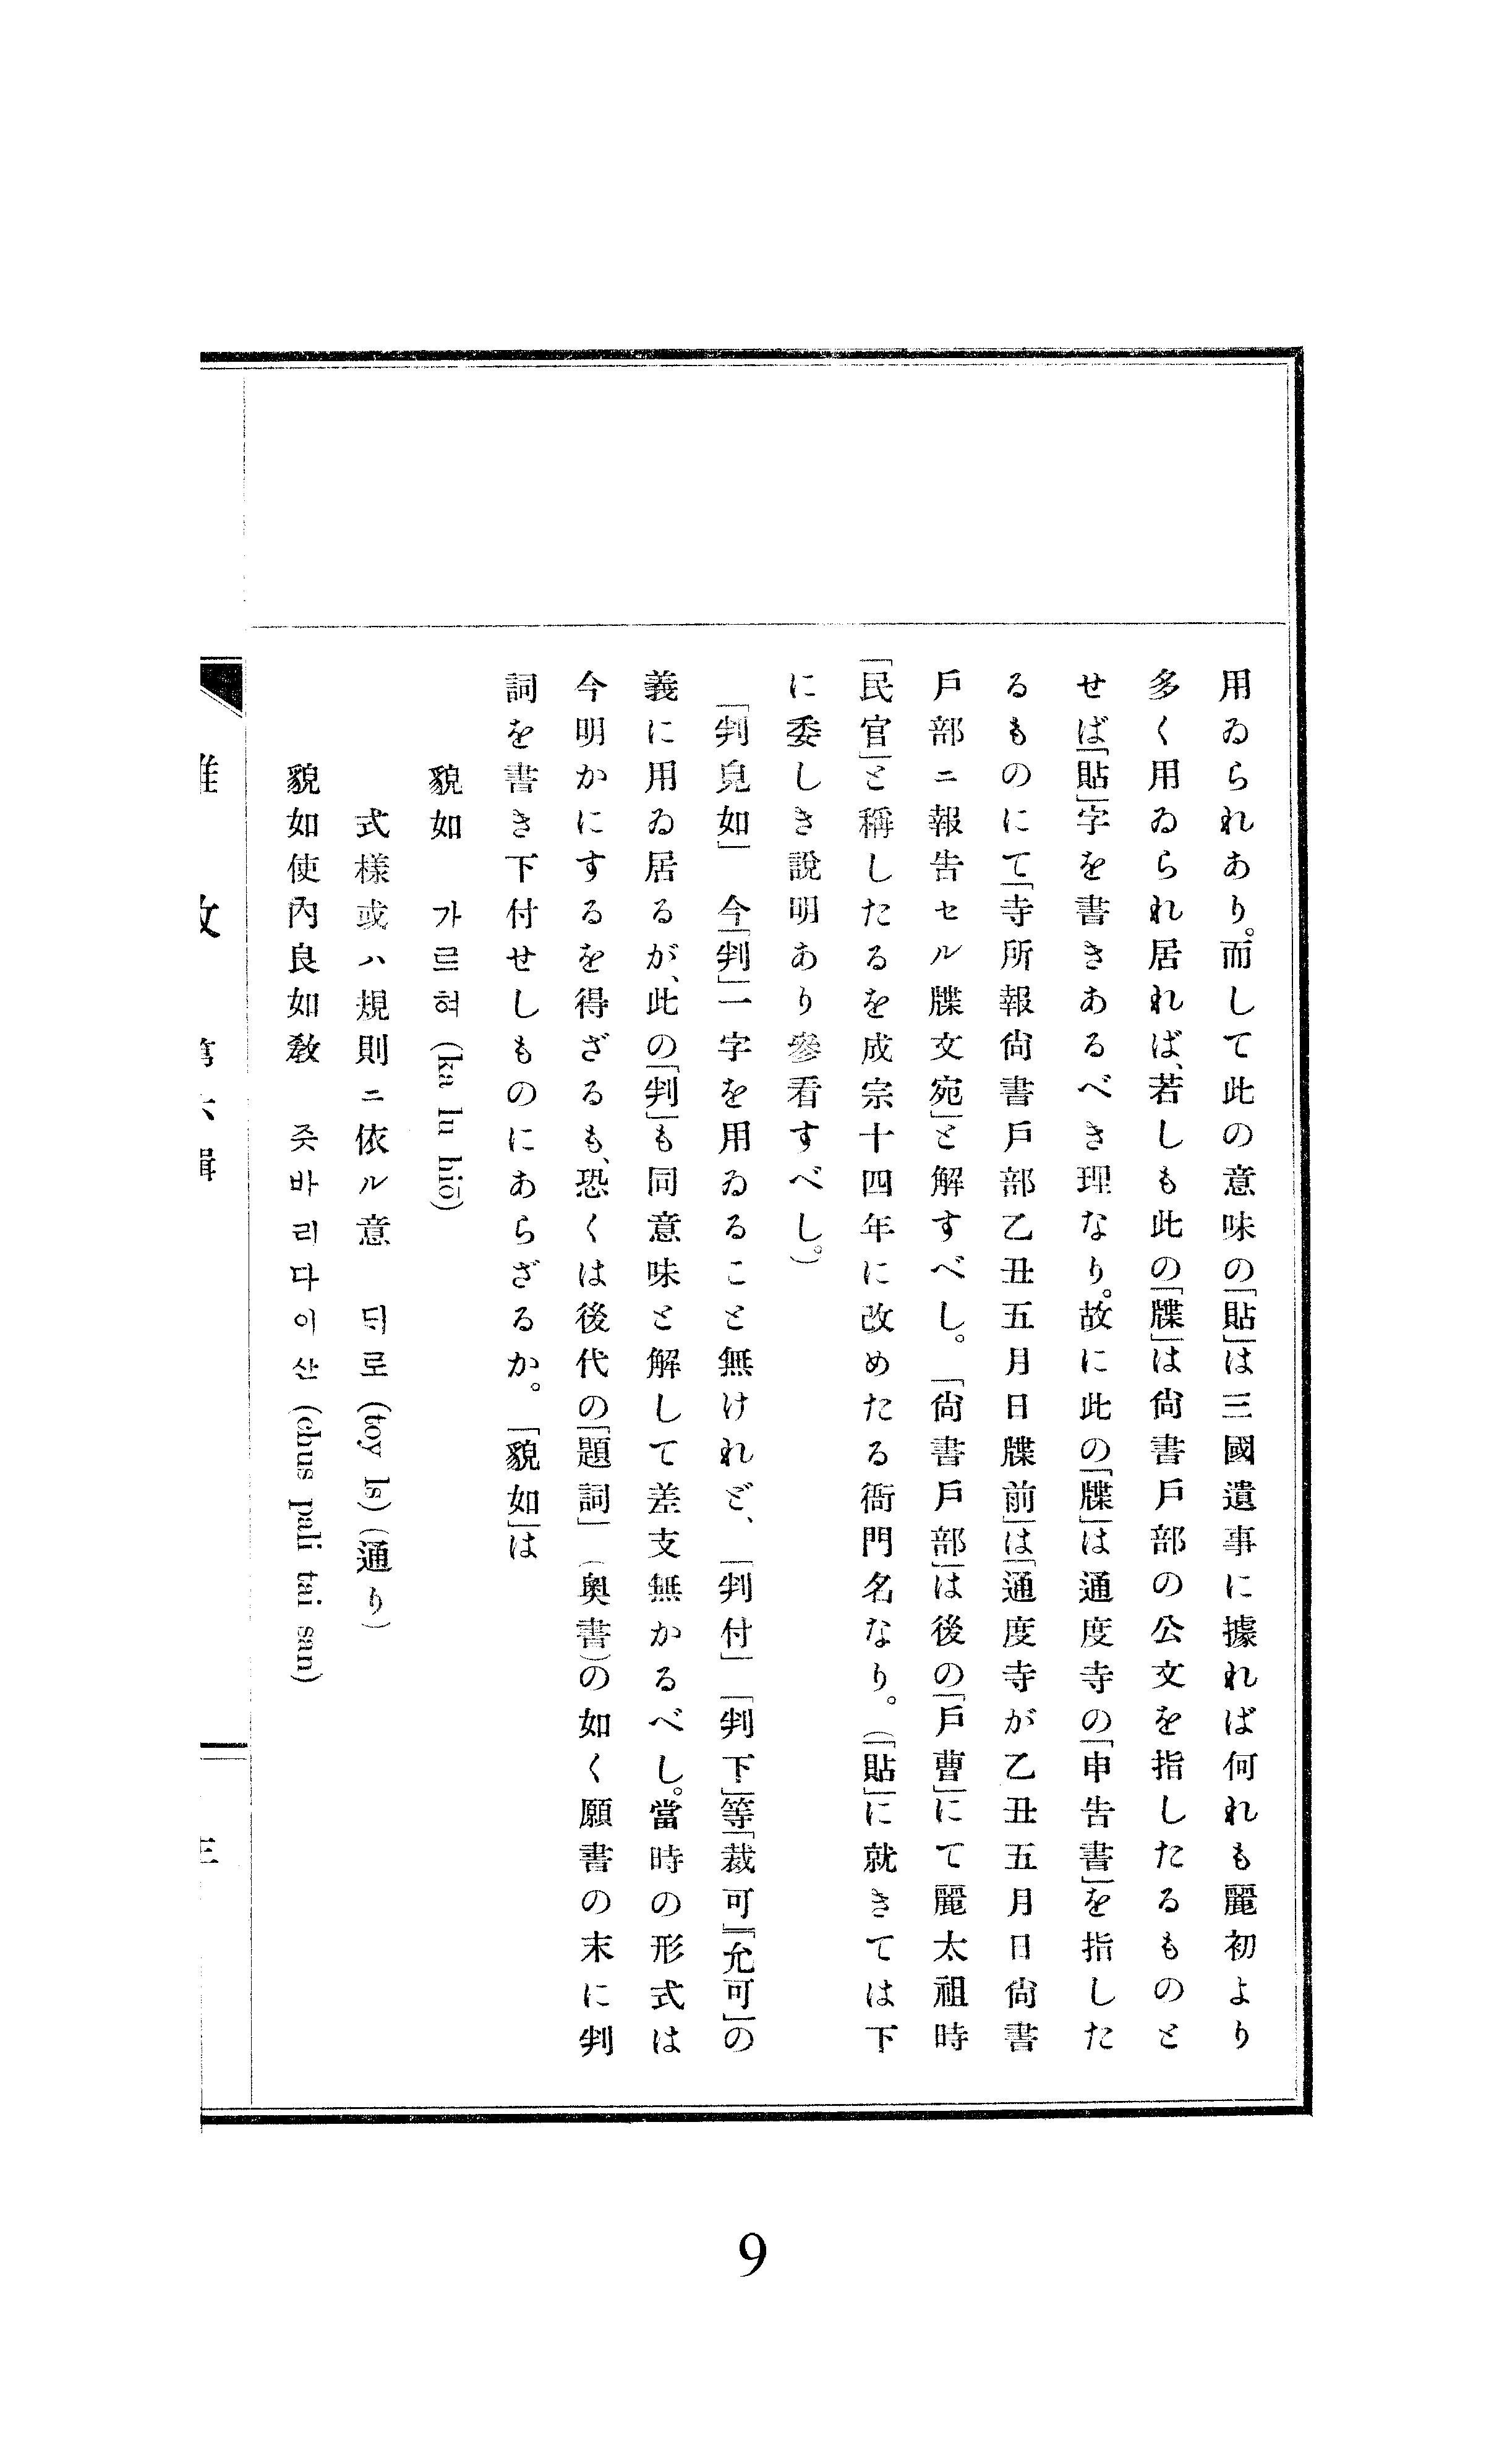 用ゐられあり。而して此の意味の「貼」は三國遺事に據れば何れも麗初より
多く用ゐられ居れば、若しも此の「牒」は尙書戶部の公文を指したるものと
せば「貼」字を書きあるべき理なり。故に此の「牒」は通度寺の「申告書」を指した
るものにて「寺所報尙書戶部乙丑五月日牒前」は「通度寺が乙丑五月日尙書
戶部ニ報告セル牒文宛」と解すべし。「尙書戶部」は後の「戶曹」にて麗太祖時
「民官」と稱したるを成宗十四年に改めたる衙門名なり。(「貼」に就きては下
に委しき說明あり參看すべし。)
「判皃如」 今「判」一字を用ゐること無けれど、「判付」「判下」等「裁可」「允可」の
義に用ゐ居るが、此の「判」も同意味と解して差支無かるべし。當時の形式は
今明かにするを得ざるも、恐くは後代の「題詞」(奧書)の如く願書の末に判
詞を書き下付せしものにあらざるか。「貌如」は
貌如 가르혀 (ka lu hiö)
式樣或ハ規則ニ依ル意 되로 (toy lo) (通り)
貌如使內良如敎 줏바리다이산 (chus pali tai san)
雜攷 第六輯
三
9